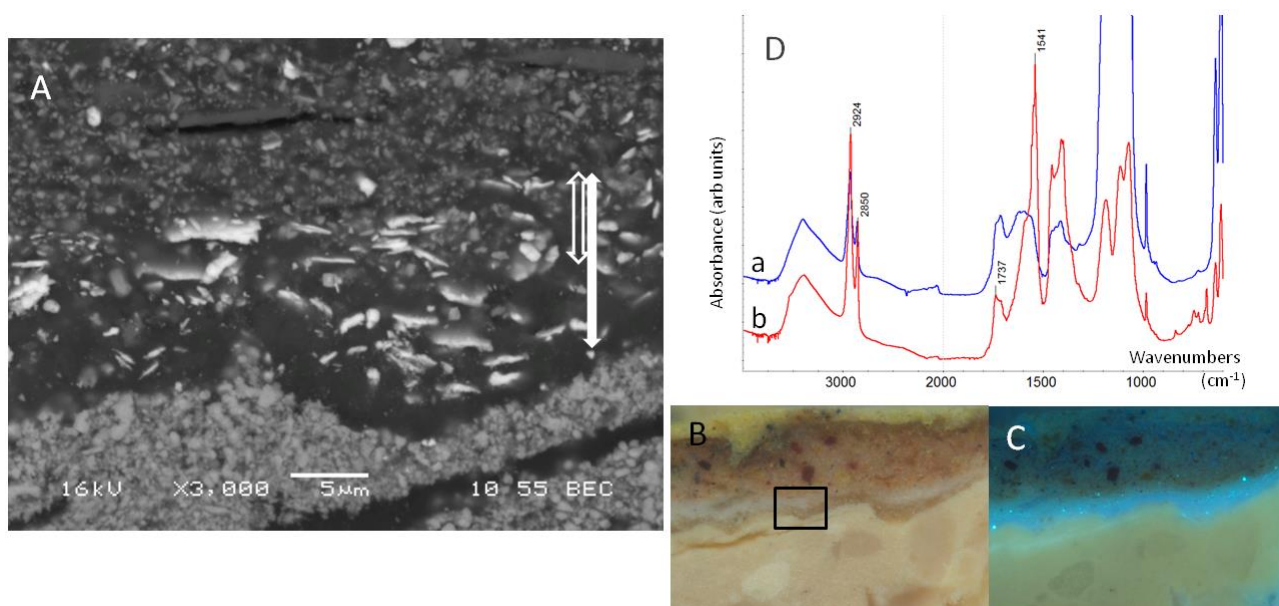 A
16kV X3,000 5µm 10 55 BEC
D
Absorbance (arb units)
2924
2850
1737
1541
a
b
3000 2000 1500 1000
Wavenumbers
(cm⁻¹)
B
C